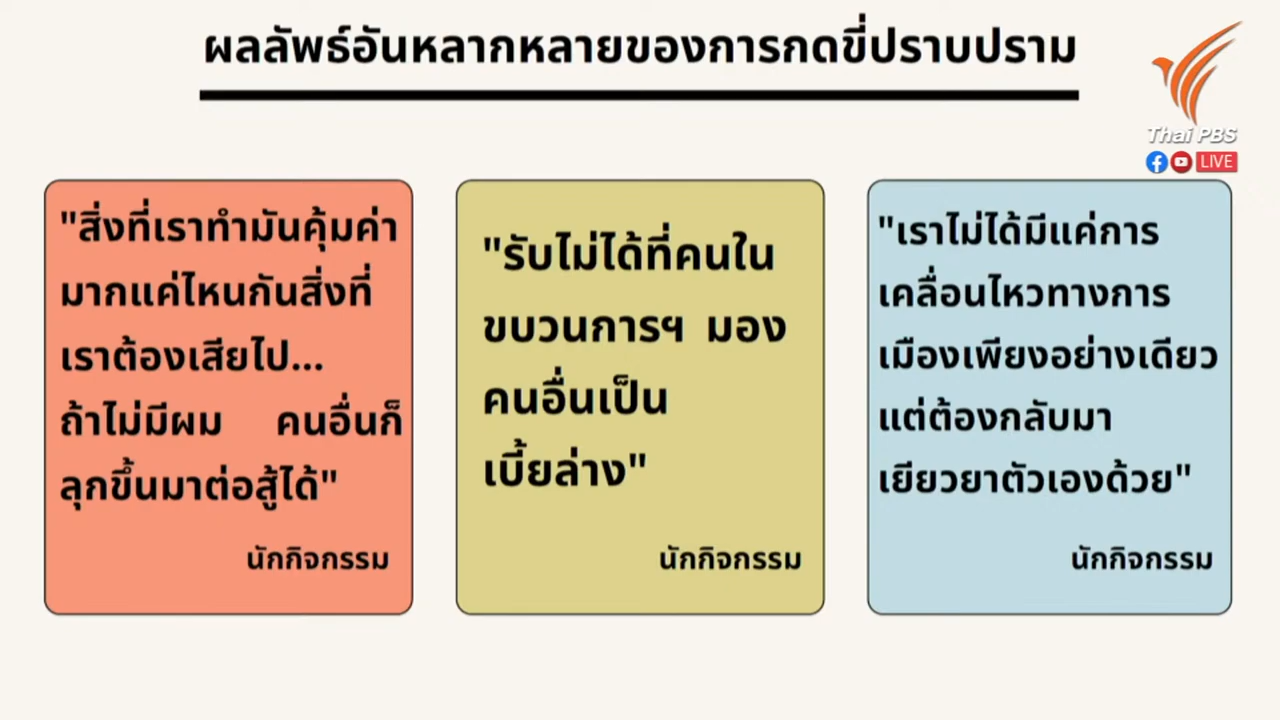 ผลลัพธ์อันหลากหลายของการกดขี่ปราบปราม
Thai PBS
LIVE
"สิ่งที่เราทำมันคุ้มค่า
มากแค่ไหนกันสิ่งที่
เราต้องเสียไป...
ถ้าไม่มีผม คนอื่นก็
ลุกขึ้นมาต่อสู้ได้"
นักกิจกรรม
"รับไม่ได้ที่คนใน
ขบวนการฯ มอง
คนอื่นเป็น
เบี้ยล่าง"
นักกิจกรรม
"เราไม่ได้มีแค่การ
เคลื่อนไหวทางการ
เมืองเพียงอย่างเดียว
แต่ต้องกลับมา
เยียวยาตัวเองด้วย"
นักกิจกรรม